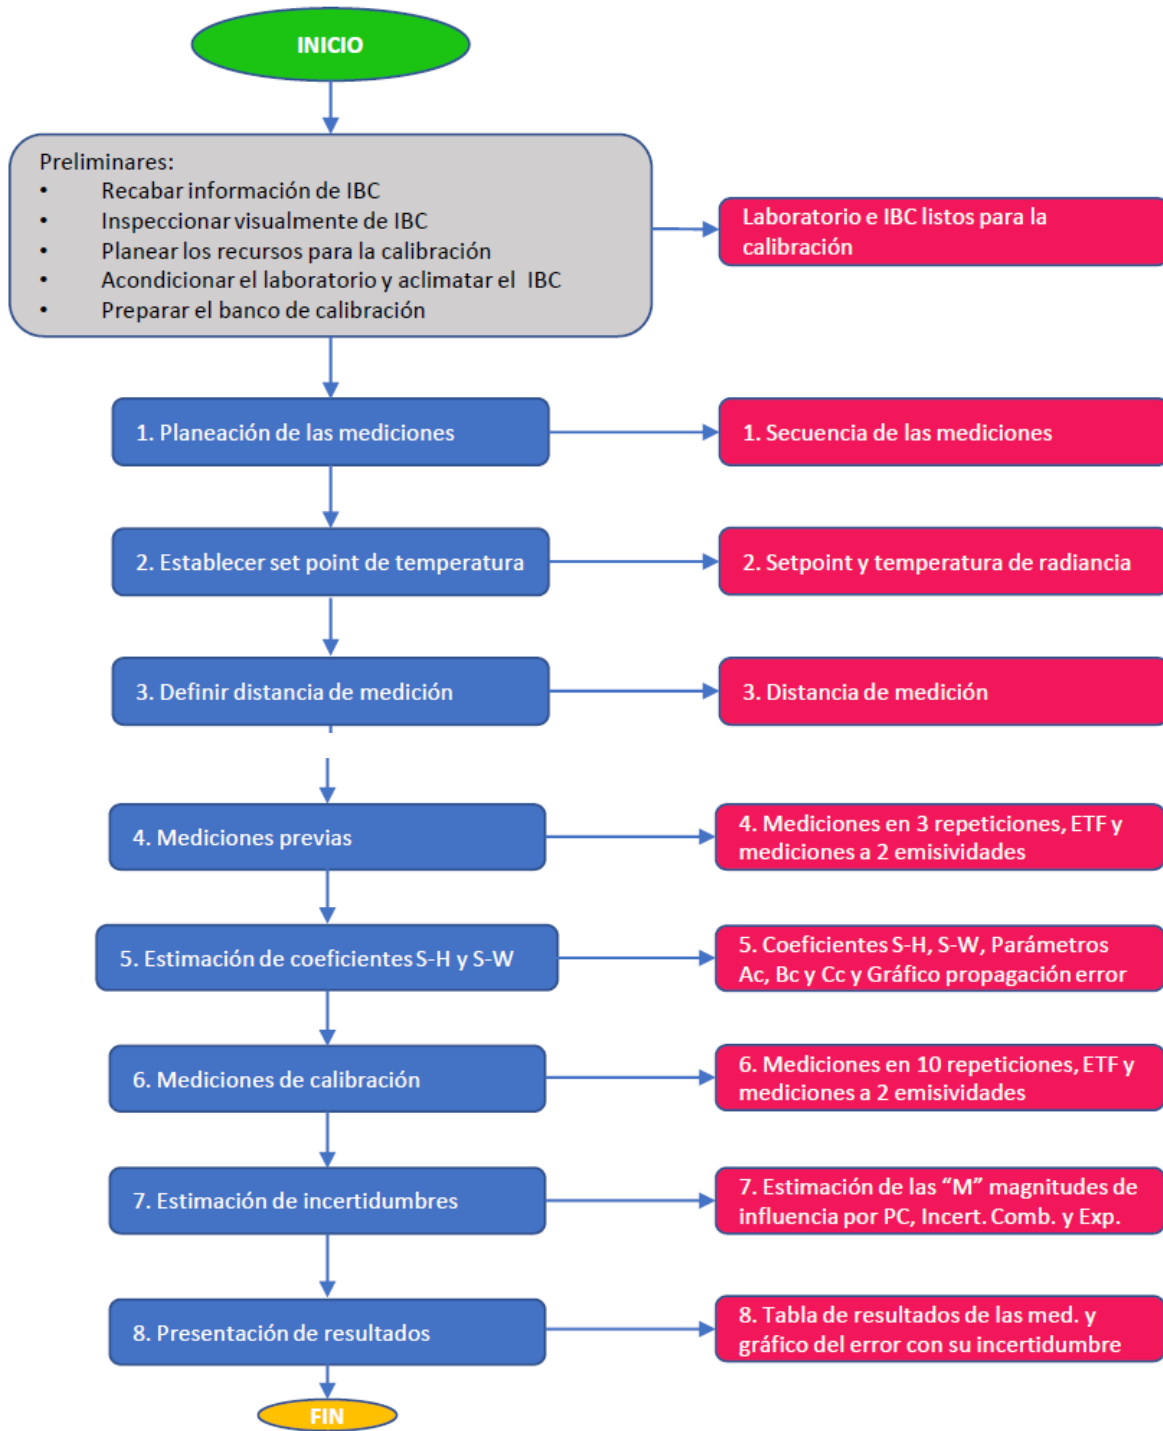 INICIO
Preliminares:
• Recabar información de IBC
• Inspeccionar visualmente de IBC
• Planear los recursos para la calibración
• Acondicionar el laboratorio y aclimatar el IBC
• Preparar el banco de calibración
Laboratorio e IBC listos para la
calibración
1. Planeación de las mediciones
1. Secuencia de las mediciones
2. Establecer set point de temperatura
2. Setpoint y temperatura de radiancia
3. Definir distancia de medición
3. Distancia de medición
4. Mediciones previas
4. Mediciones en 3 repeticiones, ETF y
mediciones a 2 emisividades
5. Estimación de coeficientes S-H y S-W
5. Coeficientes S-H, S-W, Parámetros
Ac, Bc y Cc y Gráfico propagación error
6. Mediciones de calibración
6. Mediciones en 10 repeticiones, ETF y
mediciones a 2 emisividades
7. Estimación de incertidumbres
7. Estimación de las “M” magnitudes de
influencia por PC, Incert. Comb. y Exp.
8. Presentación de resultados
8. Tabla de resultados de las med. y
gráfico del error con su incertidumbre
FIN